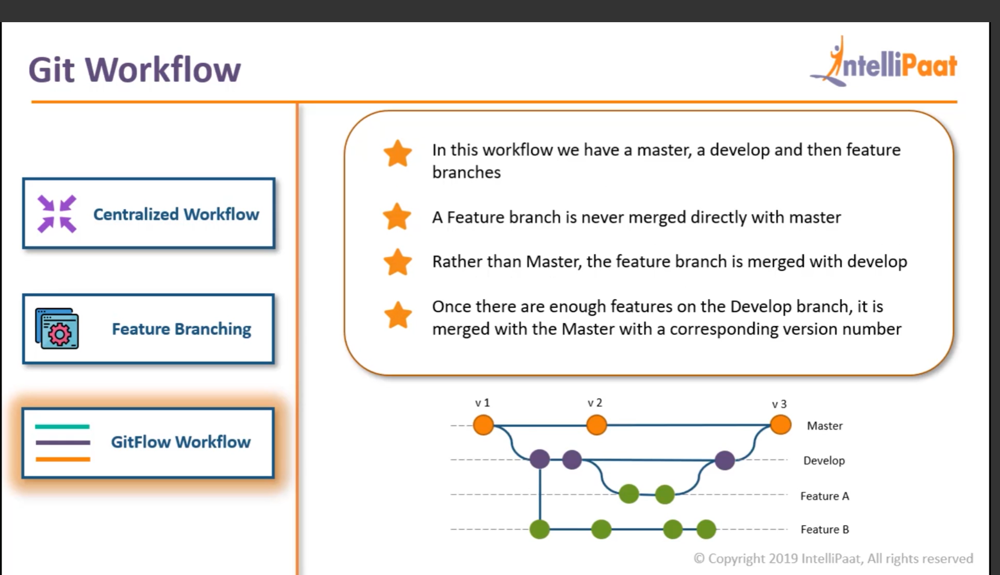 Git Workflow
IntelliPaat
Centralized Workflow
Feature Branching
GitFlow Workflow
In this workflow we have a master, a develop and then feature
branches
A Feature branch is never merged directly with master
Rather than Master, the feature branch is merged with develop
Once there are enough features on the Develop branch, it is
merged with the Master with a corresponding version number
v 1
v 2
v 3
Master
Develop
Feature A
Feature B
© Copyright 2019 IntelliPaat, All rights reserved